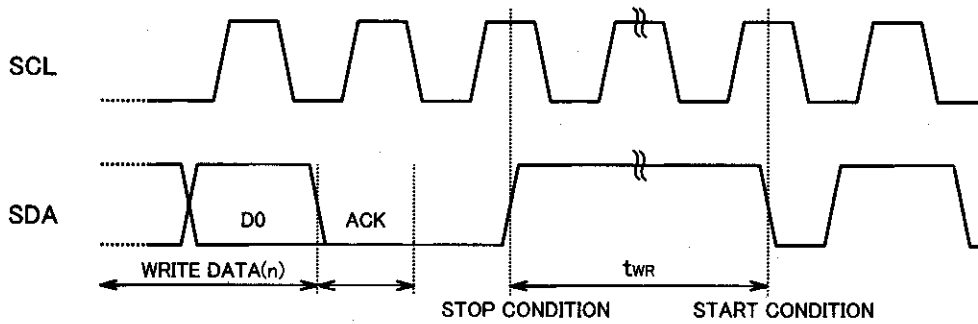 SCL
SDA
D0
ACK
WRITE DATA(n)
tWR
STOP CONDITION
START CONDITION